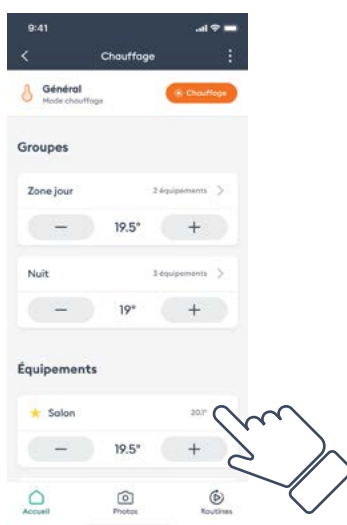 9:41
Chauffage
Général
Mode chauffage
Chauffage
Groupes
Zone jour
2 équipements
19.5°
Nuit
3 équipements
19°
Équipements
Salon
20.1°
19.5°
Accueil
Photos
Routines